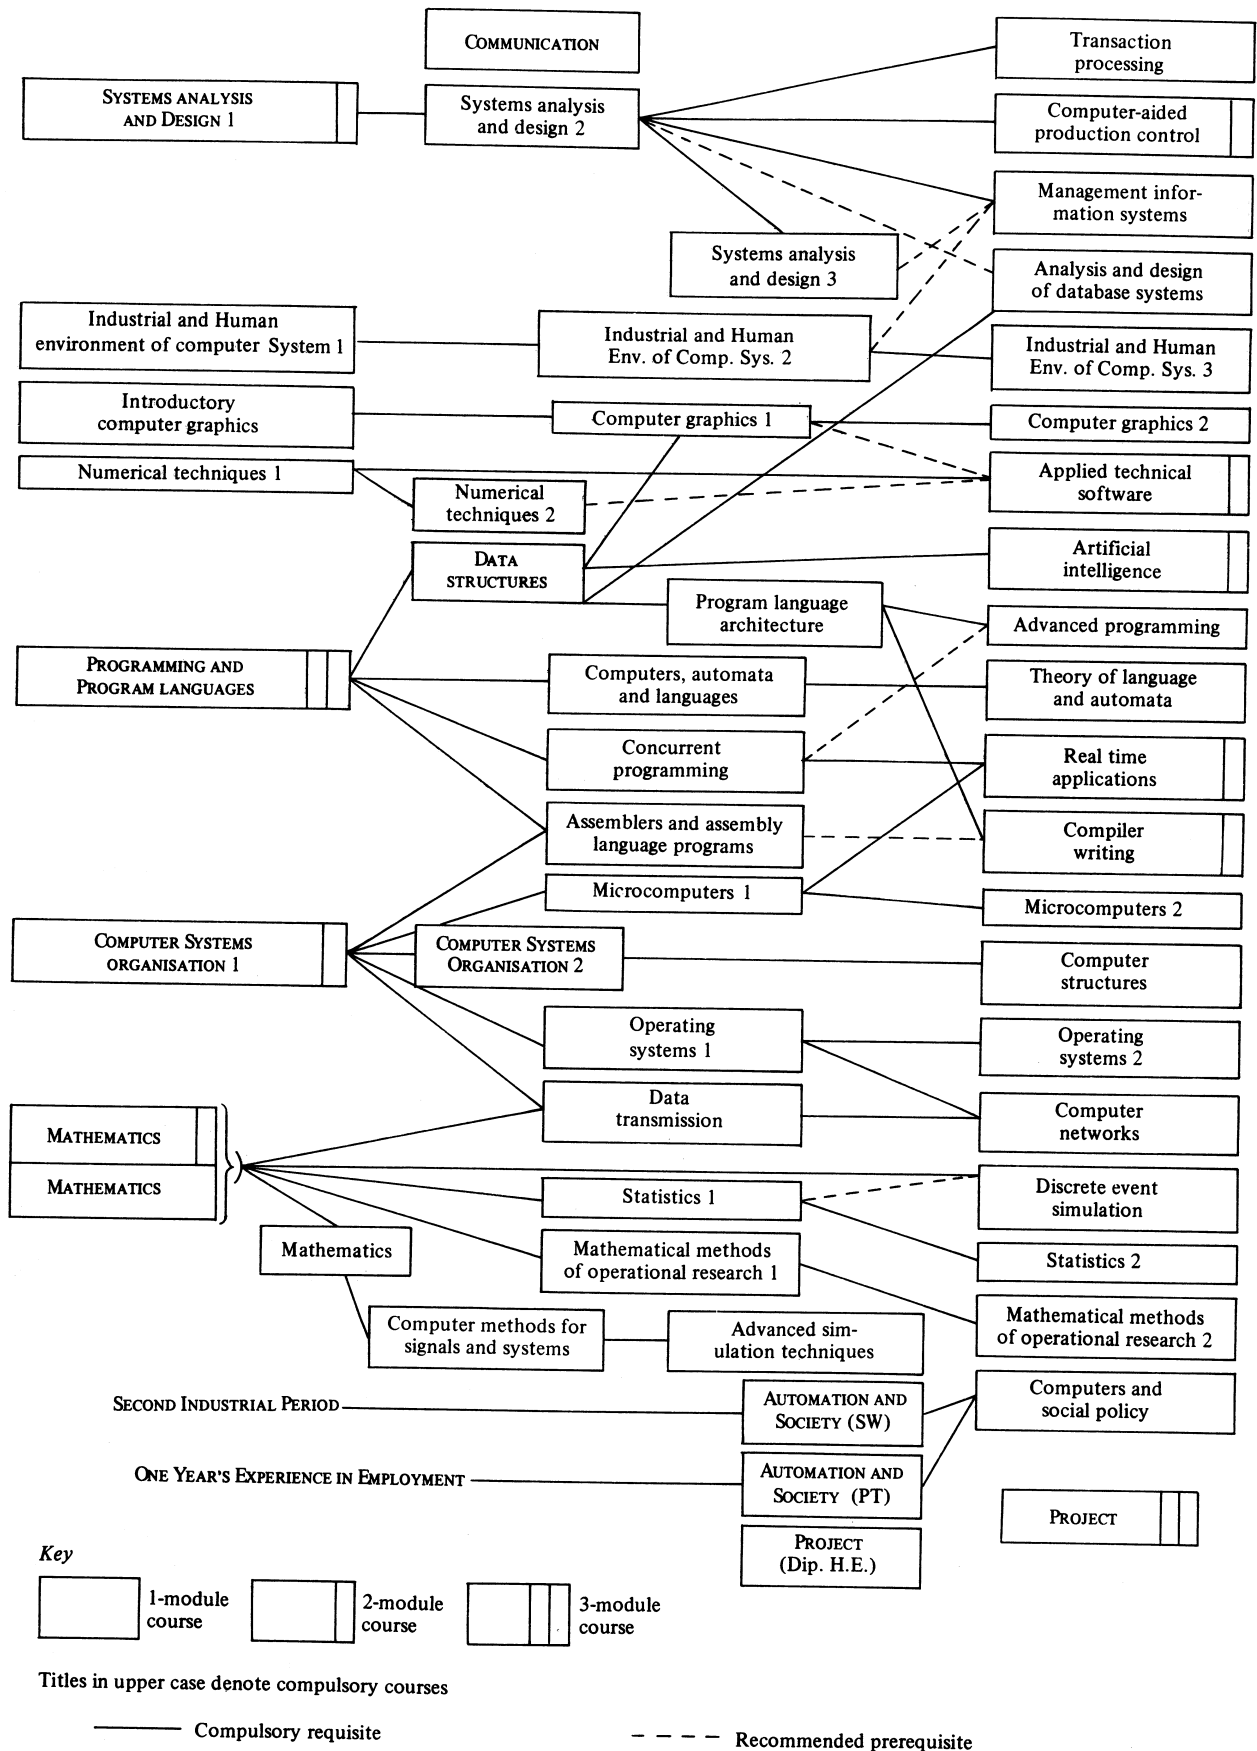 COMMUNICATION
SYSTEMS ANALYSIS
AND DESIGN 1
Systems analysis
and design 2
Transaction
processing
Computer-aided
production control
Management infor-
mation systems
Systems analysis
and design 3
Analysis and design
of database systems
Industrial and Human
environment of computer System 1
Industrial and Human
Env. of Comp. Sys. 2
Industrial and Human
Env. of Comp. Sys. 3
Introductory
computer graphics
Computer graphics 1
Computer graphics 2
Numerical techniques 1
Numerical
techniques 2
Applied technical
software
DATA
STRUCTURES
Artificial
intelligence
Program language
architecture
Advanced programming
PROGRAMMING AND
PROGRAM LANGUAGES
Computers, automata
and languages
Theory of language
and automata
Concurrent
programming
Real time
applications
Assemblers and assembly
language programs
Compiler
writing
Microcomputers 1
Microcomputers 2
COMPUTER SYSTEMS
ORGANISATION 1
COMPUTER SYSTEMS
ORGANISATION 2
Computer
structures
Operating
systems 1
Operating
systems 2
Data
transmission
Computer
networks
MATHEMATICS
MATHEMATICS
Statistics 1
Discrete event
simulation
Mathematics
Mathematical methods
of operational research 1
Statistics 2
Computer methods for
signals and systems
Advanced sim-
ulation techniques
Mathematical methods
of operational research 2
SECOND INDUSTRIAL PERIOD
AUTOMATION AND
SOCIETY (SW)
Computers and
social policy
ONE YEAR'S EXPERIENCE IN EMPLOYMENT
AUTOMATION AND
SOCIETY (PT)
PROJECT
PROJECT
(Dip. H.E.)
Key
1-module
course
2-module
course
3-module
course
Titles in upper case denote compulsory courses
Compulsory requisite
Recommended prerequisite